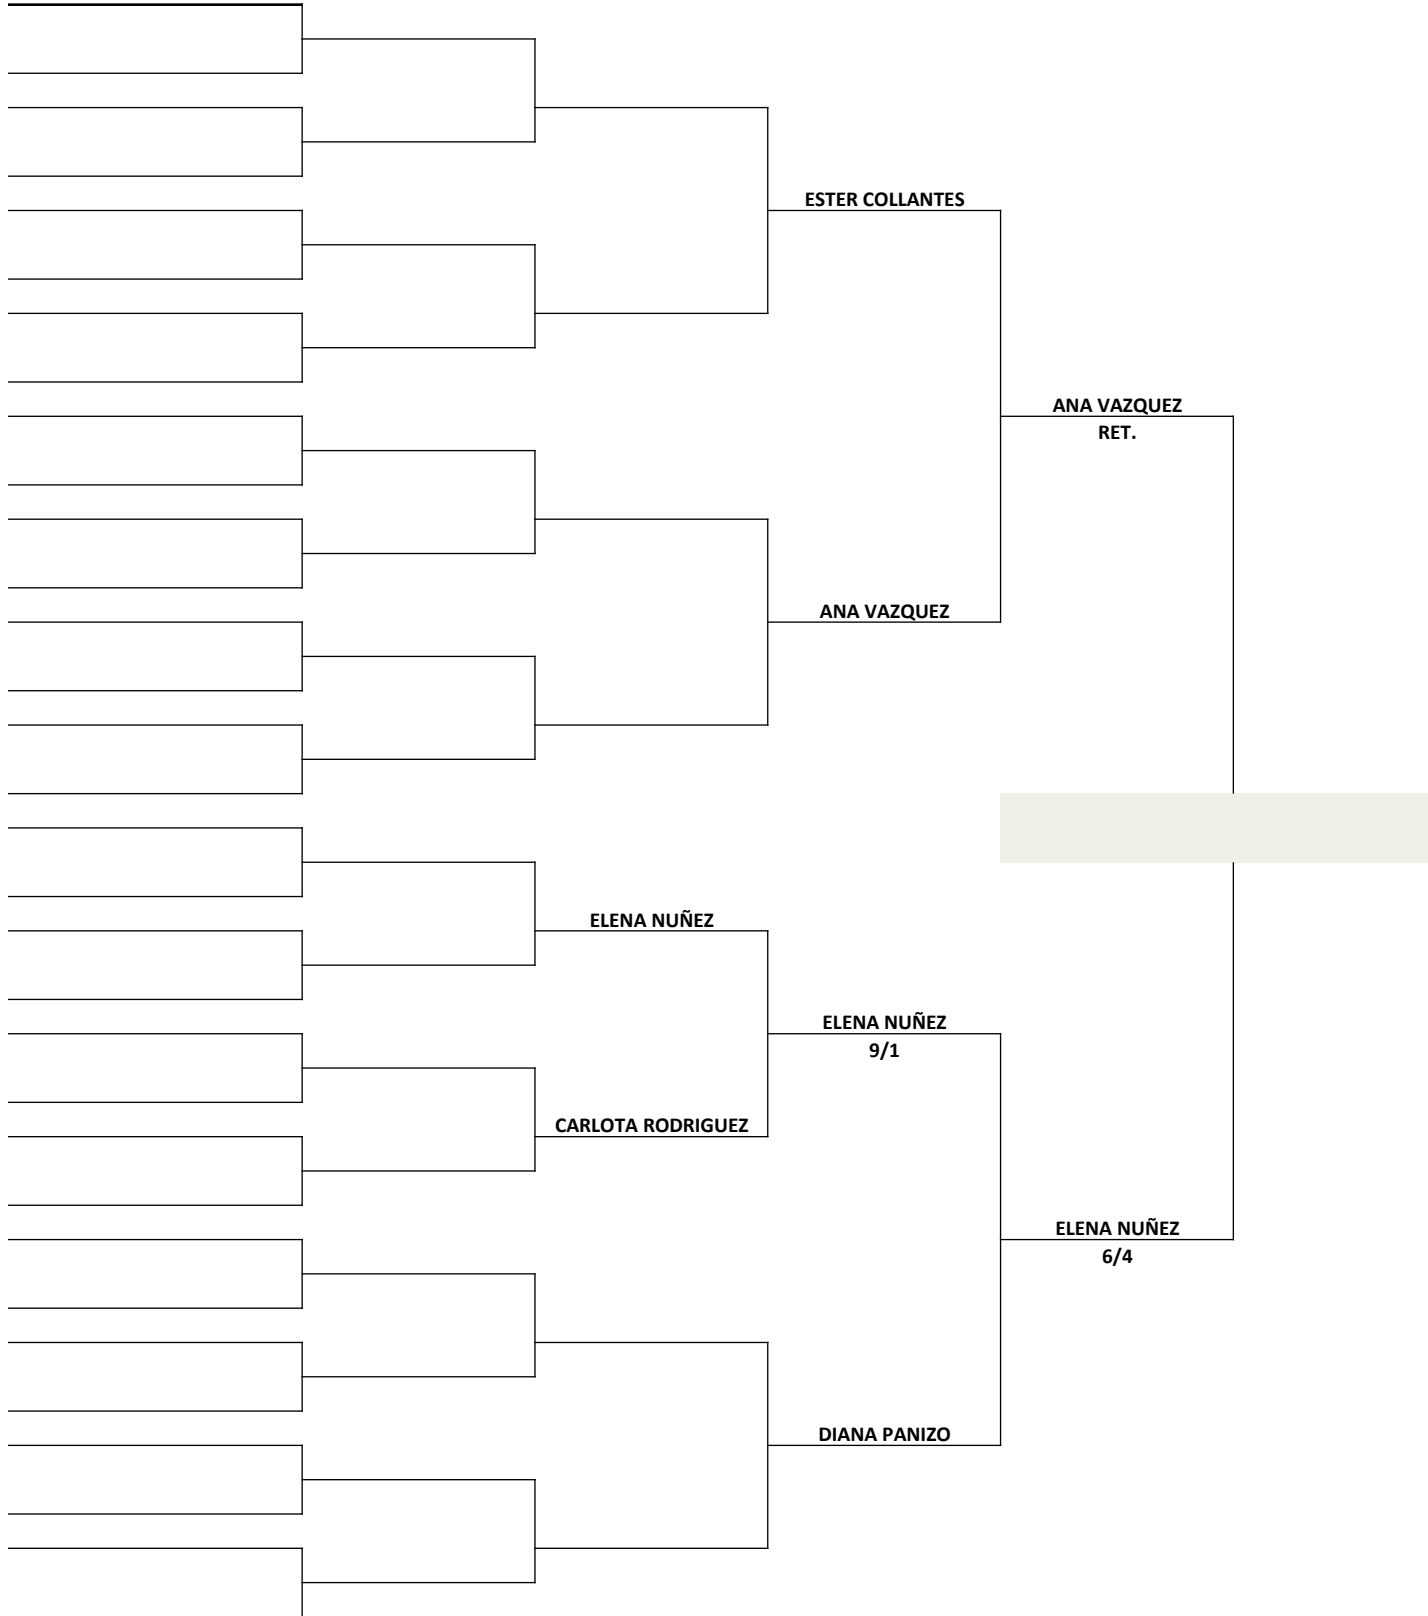 ESTER COLLANTES
ANA VAZQUEZ
RET.
ANA VAZQUEZ
ELENA NUÑEZ
ELENA NUÑEZ
9/1
CARLOTA RODRIGUEZ
ELENA NUÑEZ
6/4
DIANA PANIZO